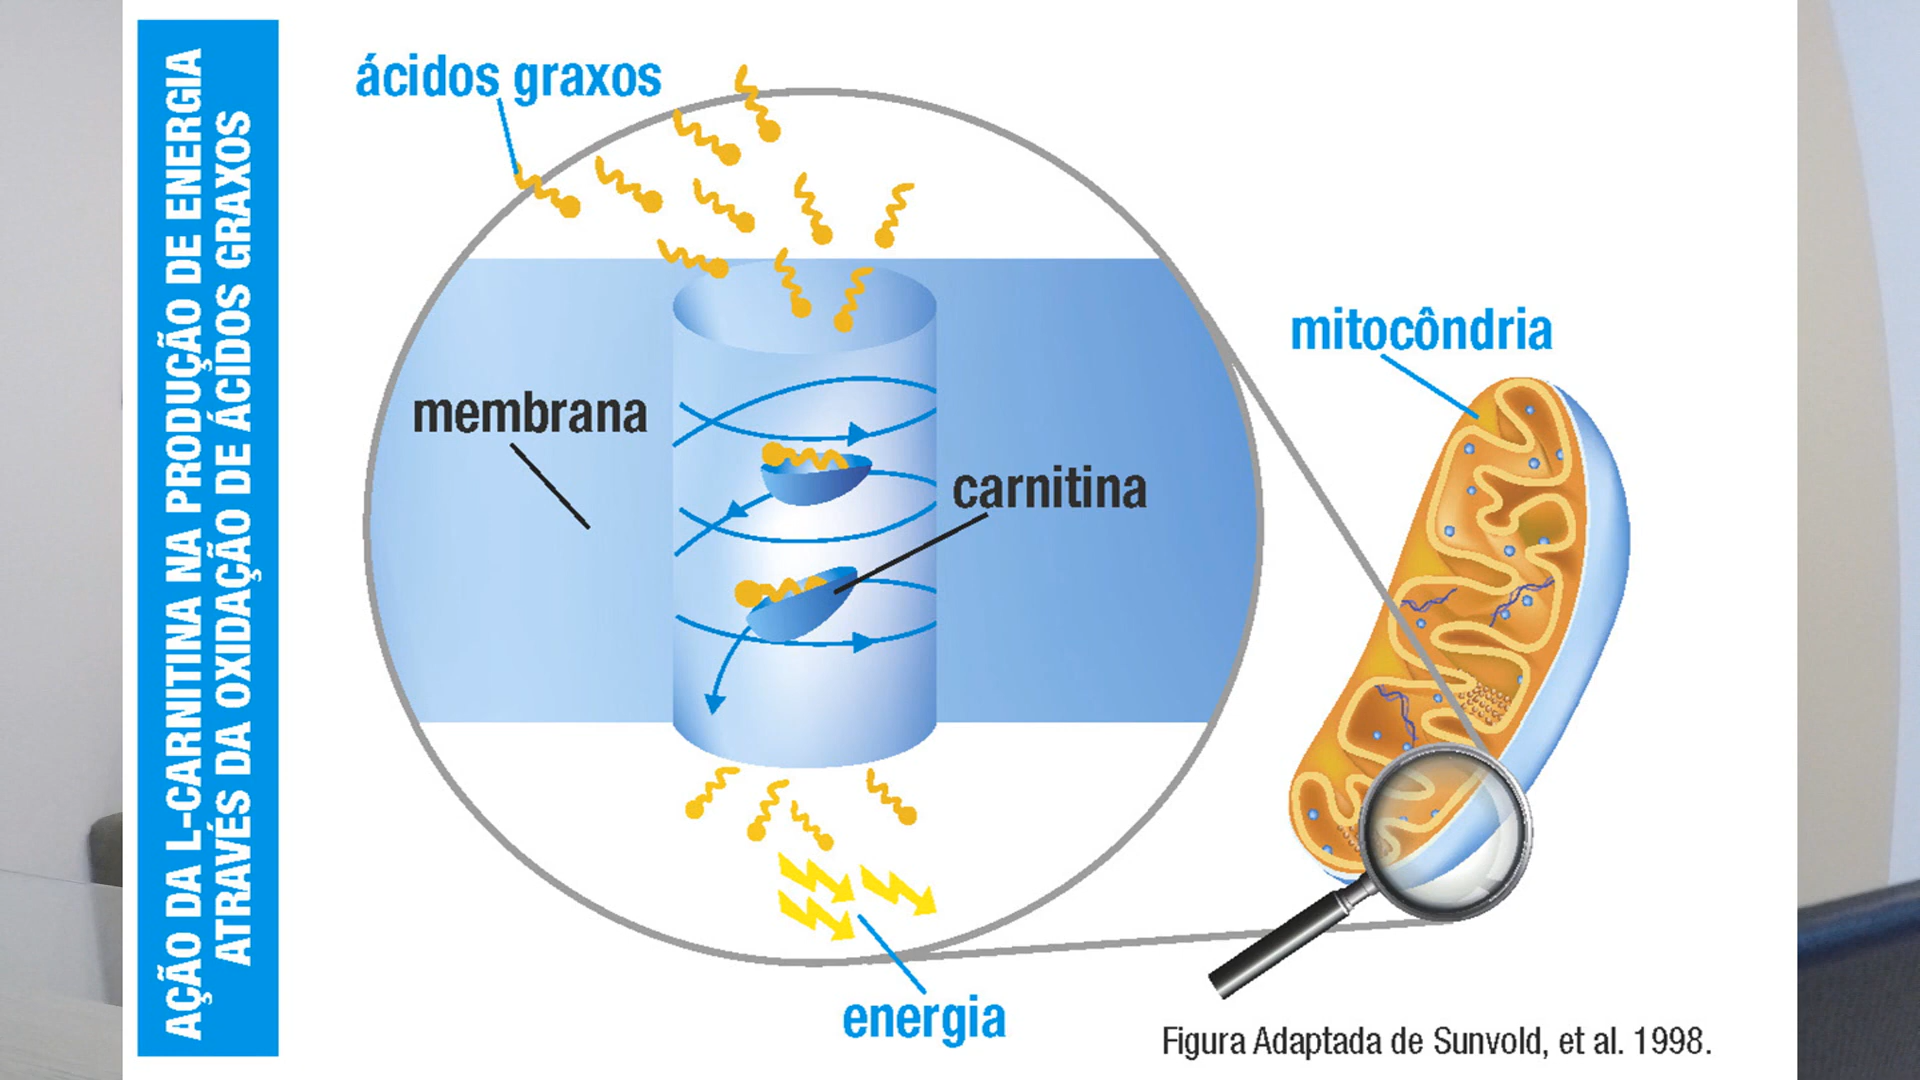 AÇÃO DA L-CARNITINA NA PRODUÇÃO DE ENERGIA
ATRAVÉS DA OXIDAÇÃO DE ÁCIDOS GRAXOS
ácidos graxos
mitocôndria
membrana
carnitina
energia
Figura Adaptada de Sunvold, et al. 1998.